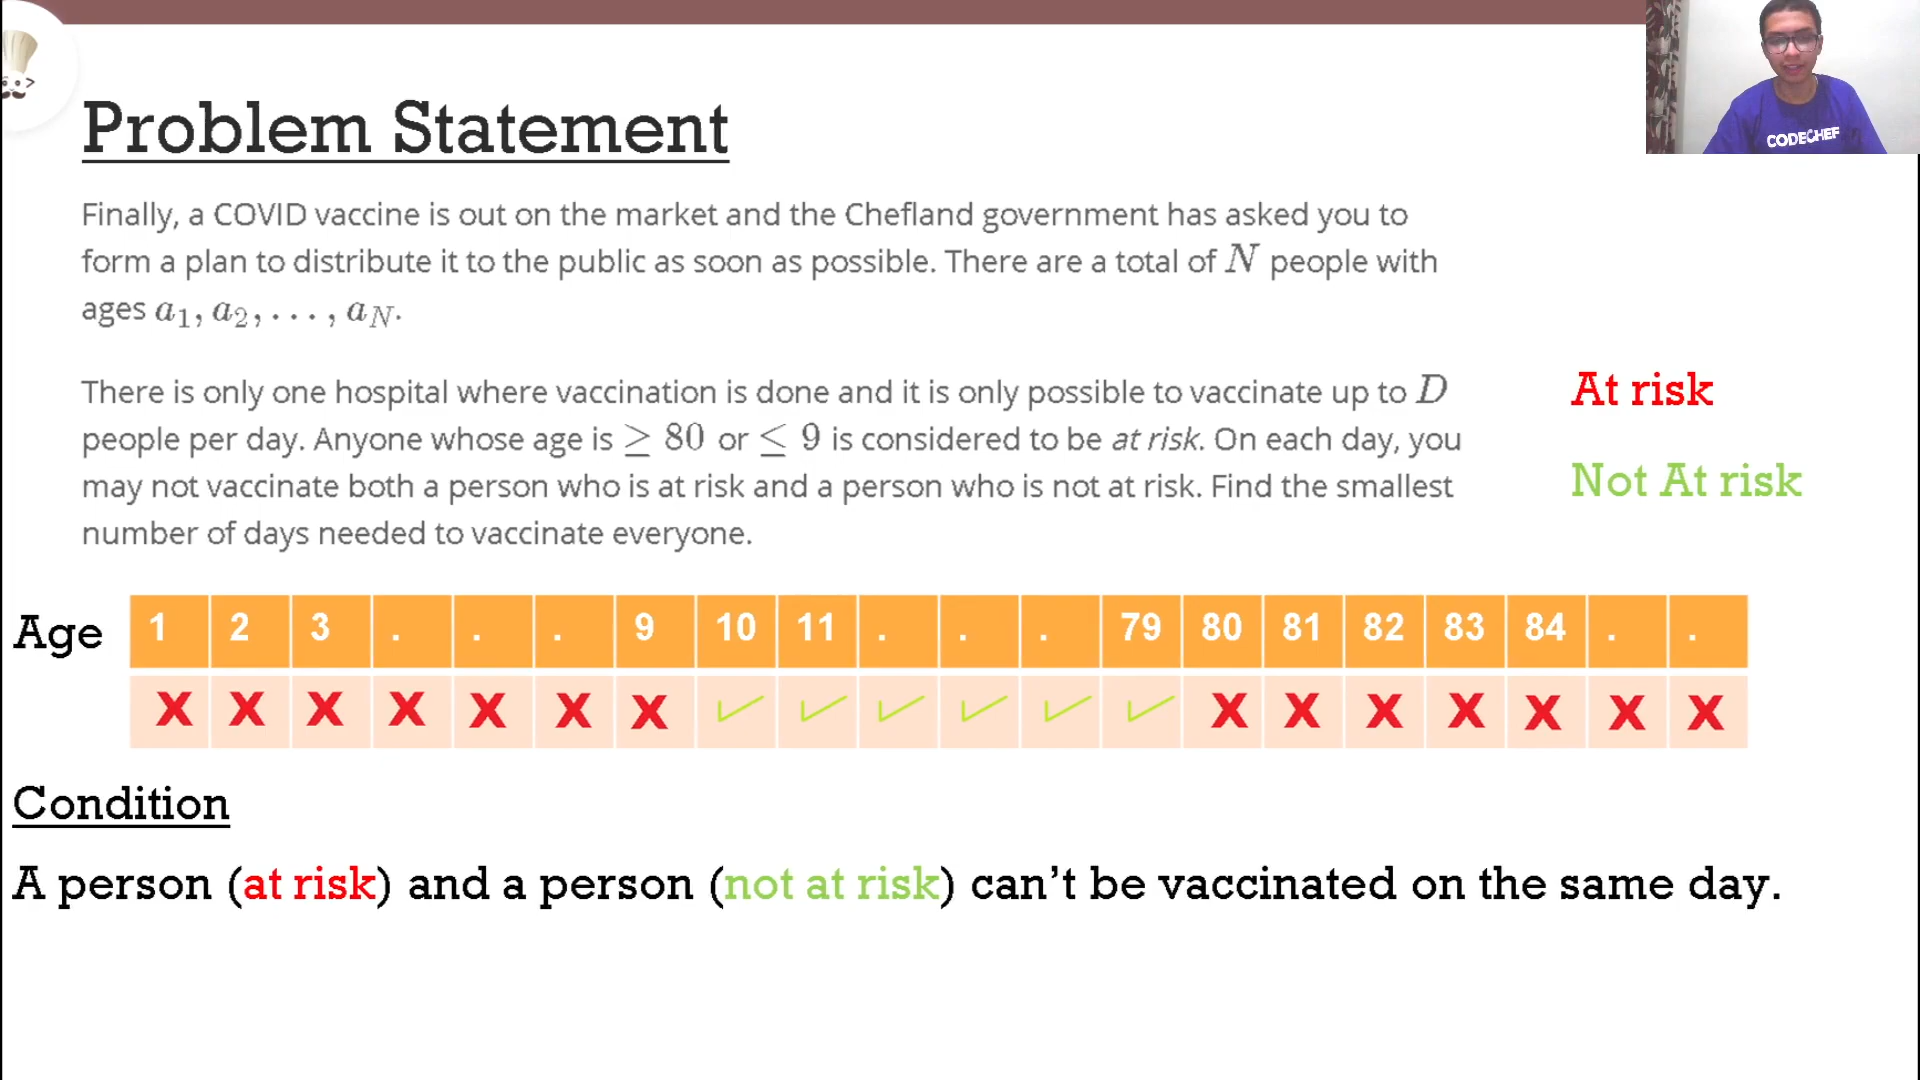 CODECHEF
Problem Statement
Finally, a COVID vaccine is out on the market and the Chefland government has asked you to
form a plan to distribute it to the public as soon as possible. There are a total of N people with
ages a₁, a₂, . . . , a_N.
There is only one hospital where vaccination is done and it is only possible to vaccinate up to D
people per day. Anyone whose age is ≥ 80 or ≤ 9 is considered to be at risk. On each day, you
may not vaccinate both a person who is at risk and a person who is not at risk. Find the smallest
number of days needed to vaccinate everyone.
At risk
Not At risk
Age 1 2 3 . . . 9 10 11 . . . 79 80 81 82 83 84 . .
X X X X X X X ✓ ✓ ✓ ✓ ✓ ✓ X X X X X X X
Condition
A person (at risk) and a person (not at risk) can’t be vaccinated on the same day.